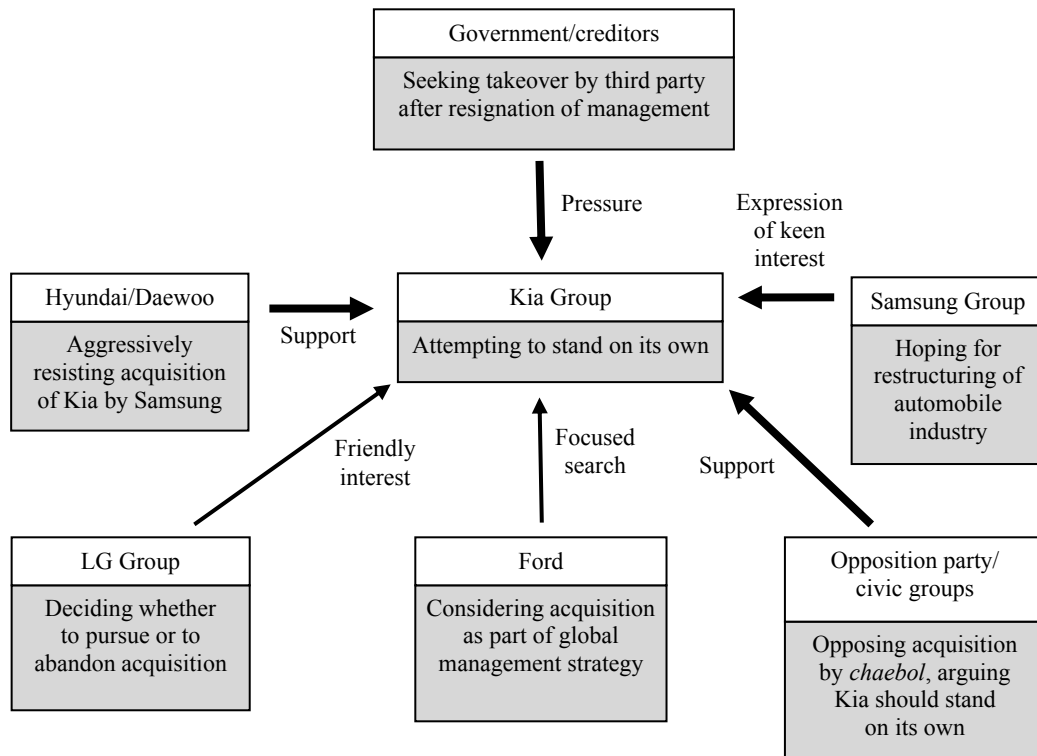 Government/creditors
Seeking takeover by third party
after resignation of management
Pressure
Expression
of keen
interest
Hyundai/Daewoo
Aggressively
resisting acquisition
of Kia by Samsung
Support
Kia Group
Attempting to stand on its own
Samsung Group
Hoping for
restructuring of
automobile
industry
Friendly
interest
Focused
search
Support
LG Group
Deciding whether
to pursue or to
abandon acquisition
Ford
Considering acquisition
as part of global
management strategy
Opposition party/
civic groups
Opposing acquisition
by chaebol, arguing
Kia should stand
on its own